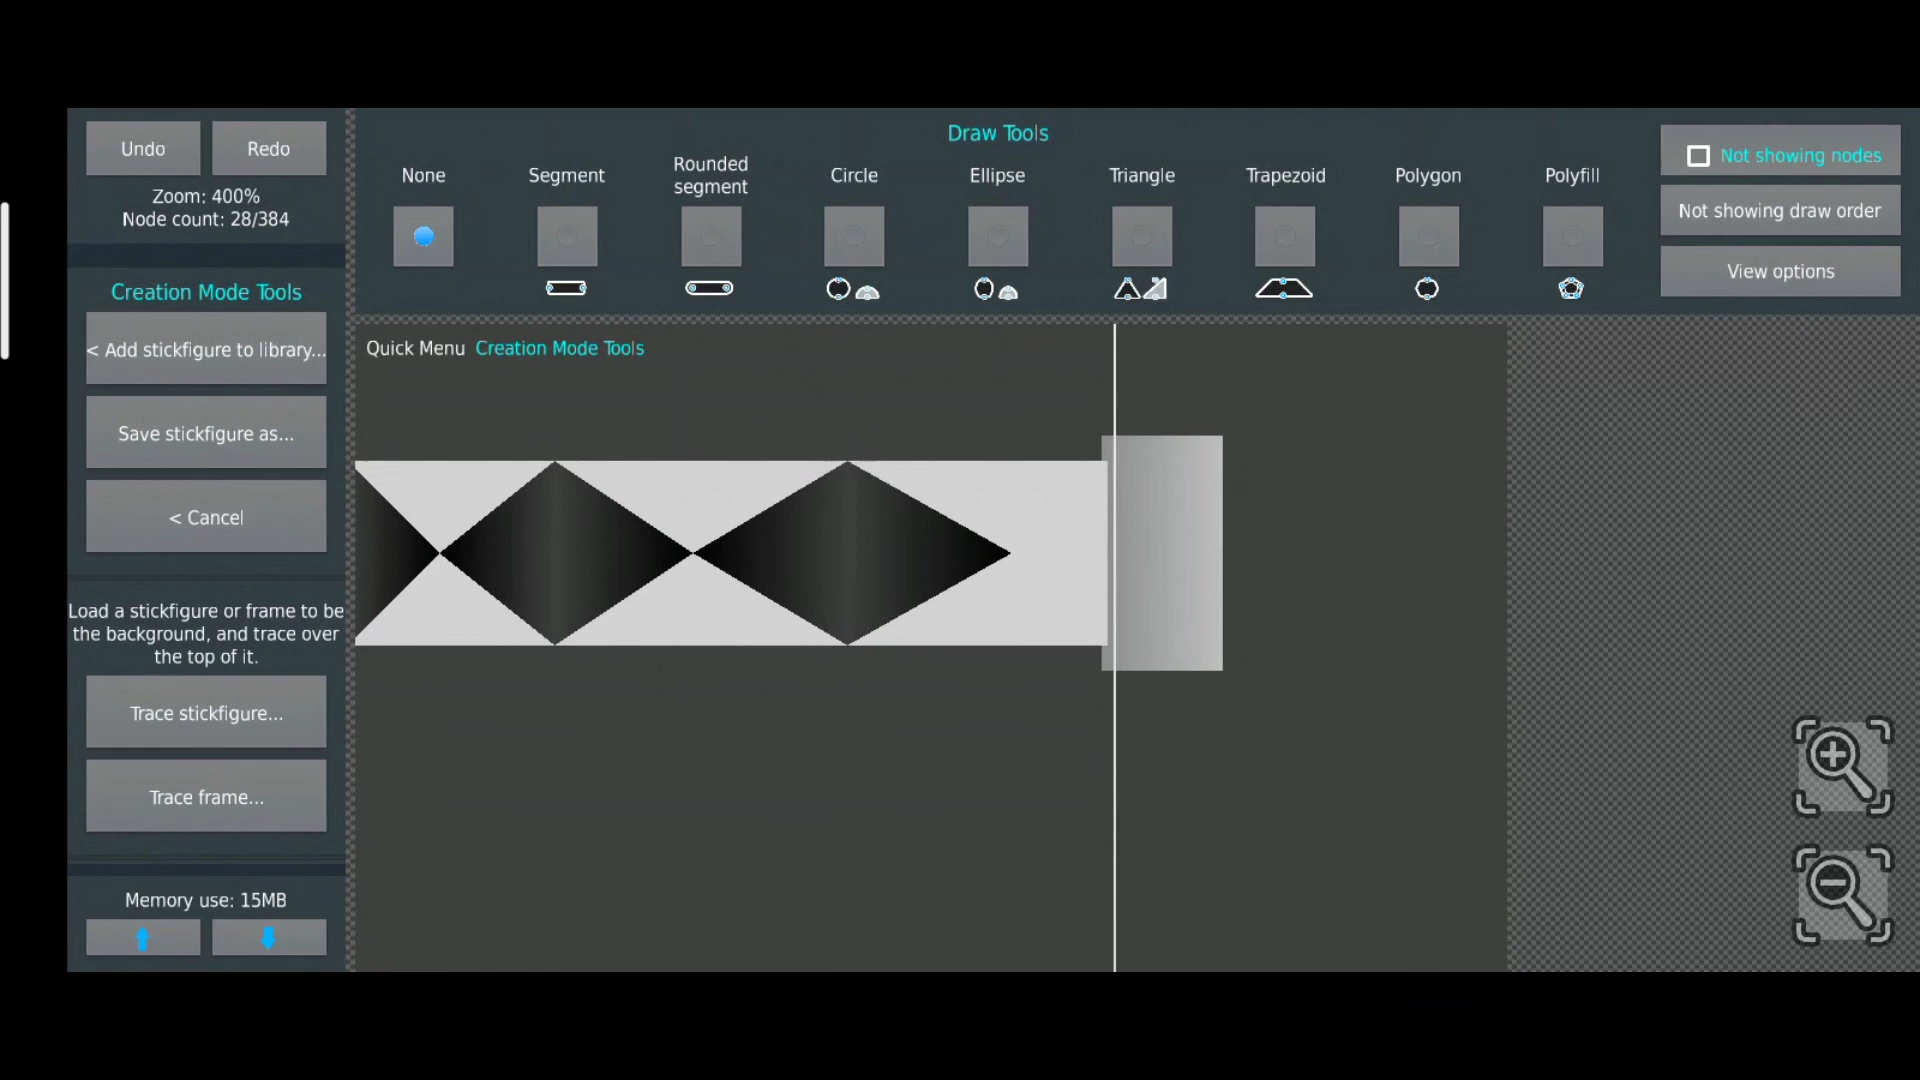 Undo
Redo
Zoom: 400%
Node count: 28/384
Creation Mode Tools
< Add stickfigure to library...
Save stickfigure as...
< Cancel
Load a stickfigure or frame to be
the background, and trace over
the top of it.
Trace stickfigure...
Trace frame...
Memory use: 15MB
Draw Tools
None
Segment
Rounded
segment
Circle
Ellipse
Triangle
Trapezoid
Polygon
Polyfill
Not showing nodes
Not showing draw order
View options
Quick Menu Creation Mode Tools